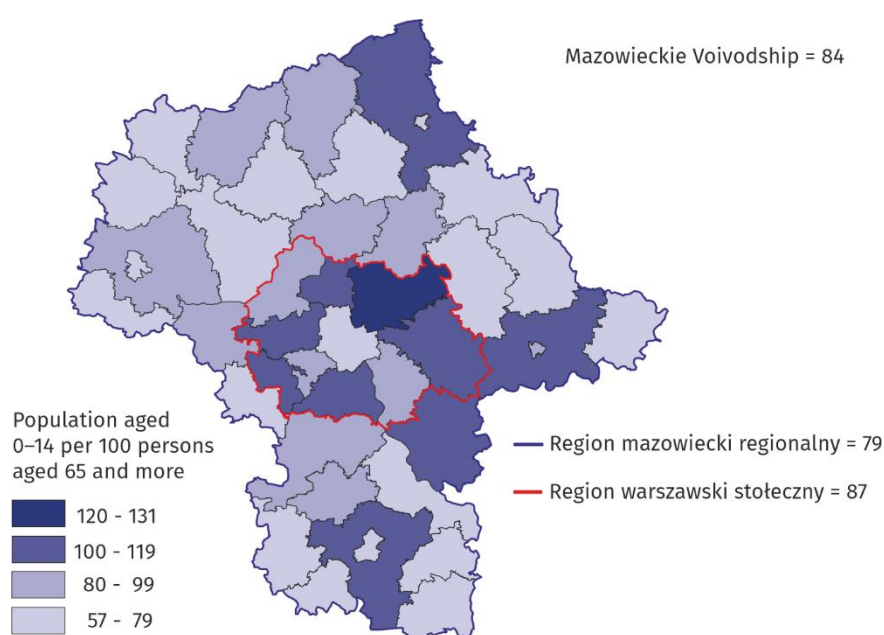 Mazowieckie Voivodship = 84
Population aged
0–14 per 100 persons
aged 65 and more
120 - 131
100 - 119
80 - 99
57 - 79
Region mazowiecki regionalny = 79
Region warszawski stołeczny = 87